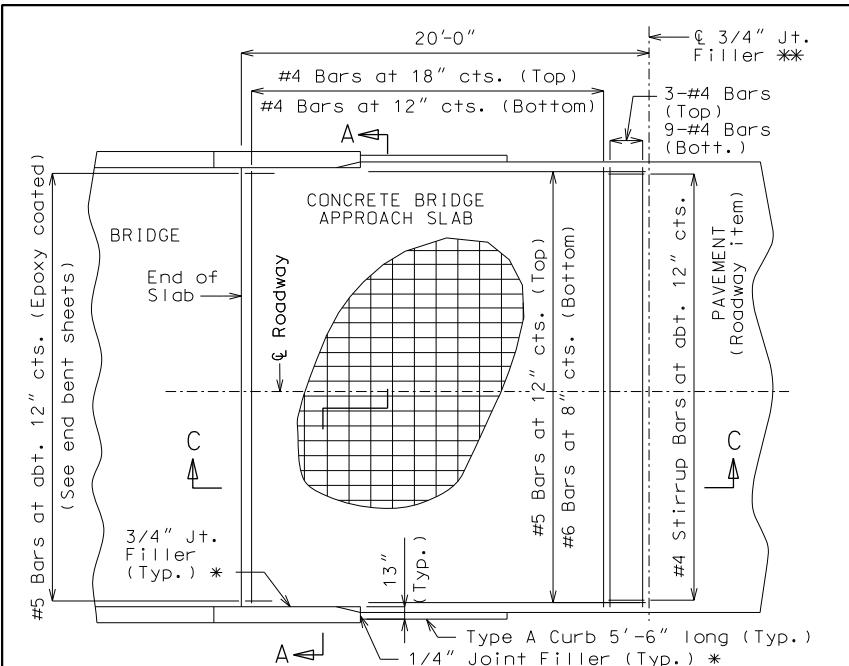 20'-0"
℄ 3/4" Jt.
Filler **
#4 Bars at 18" cts. (Top)
#4 Bars at 12" cts. (Bottom)
3-#4 Bars
(Top)
9-#4 Bars
(Bott.)
A
CONCRETE BRIDGE
APPROACH SLAB
BRIDGE
End of
Slab
℄ Roadway
#5 Bars at abt. 12" cts. (Epoxy coated)
(See end bent sheets)
#5 Bars at 12" cts. (Top)
#6 Bars at 8" cts. (Bottom)
#4 Stirrup Bars at abt. 12" cts.
PAVEMENT
(Roadway item)
C
C
3/4" Jt.
Filler
(Typ.) *
13"
(Typ.)
Type A Curb 5'-6" long (Typ.)
A
1/4" Joint Filler (Typ.) *